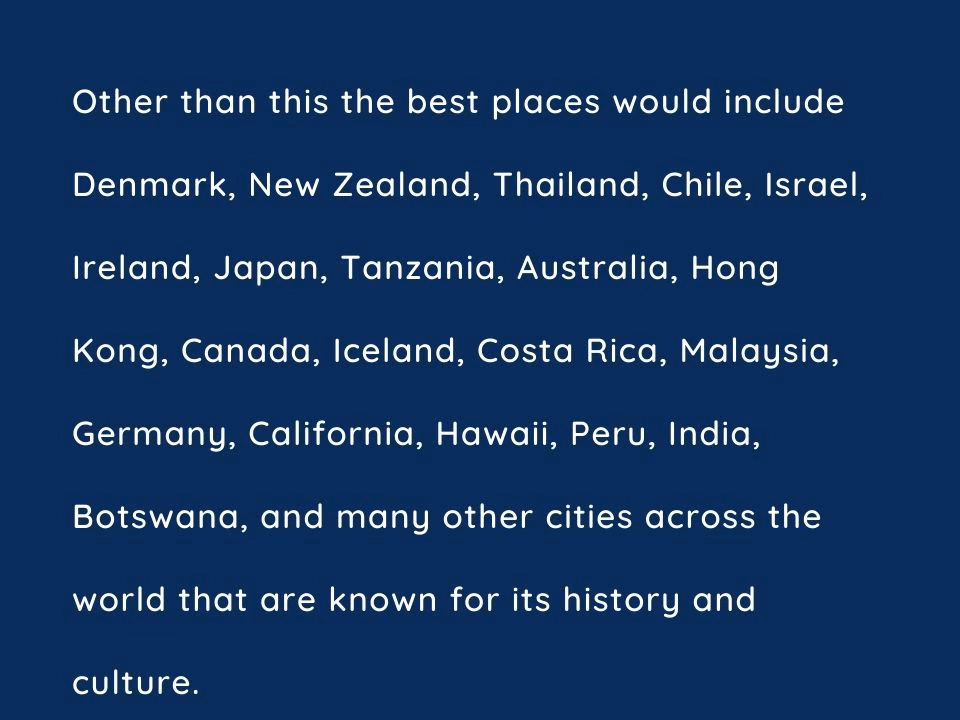 Other than this the best places would include
Denmark, New Zealand, Thailand, Chile, Israel,
Ireland, Japan, Tanzania, Australia, Hong
Kong, Canada, Iceland, Costa Rica, Malaysia,
Germany, California, Hawaii, Peru, India,
Botswana, and many other cities across the
world that are known for its history and
culture.